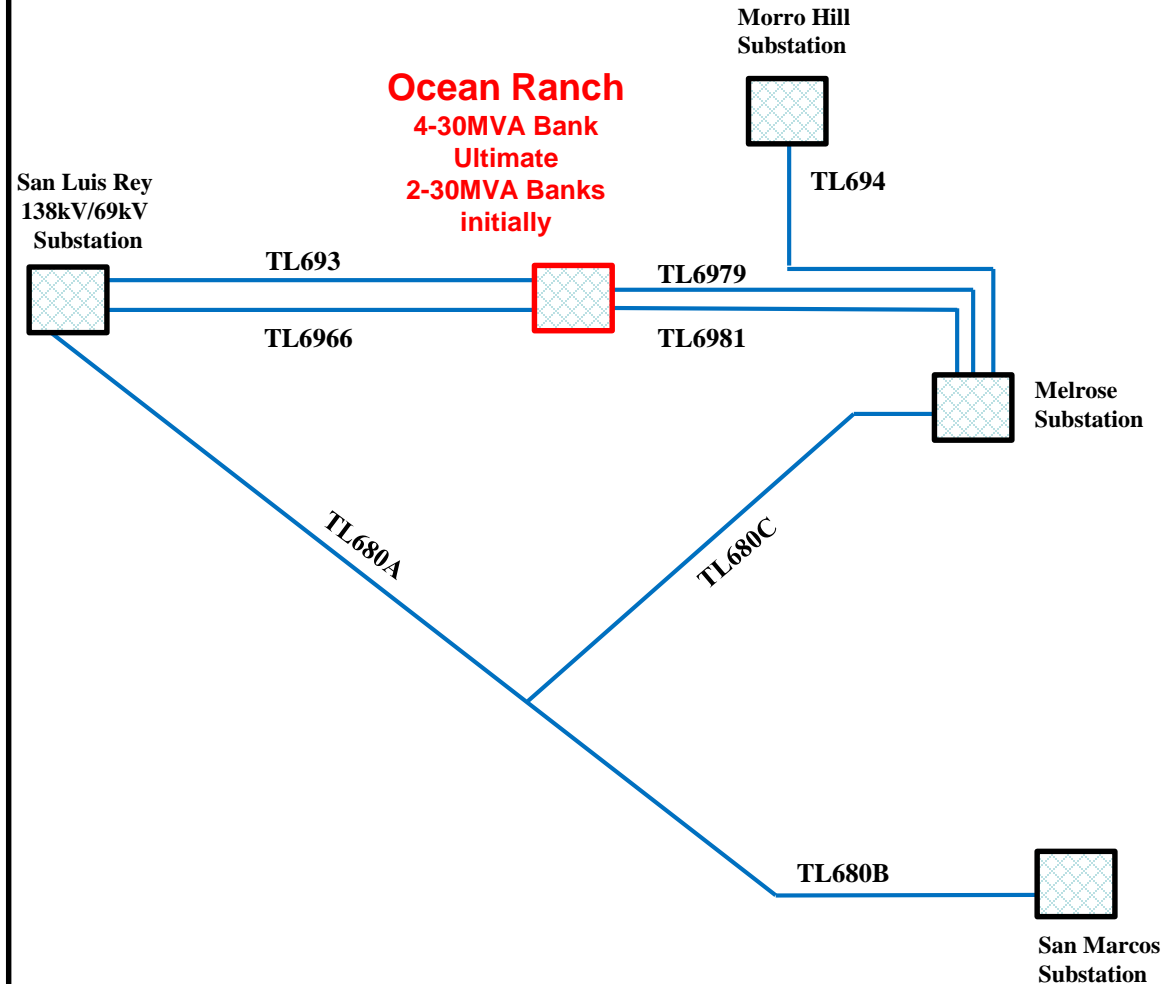 Morro Hill
Substation
Ocean Ranch
4-30MVA Bank
Ultimate
2-30MVA Banks
initially
San Luis Rey
138kV/69kV
Substation
TL694
TL693
TL6979
TL6966
TL6981
Melrose
Substation
TL680A
TL680C
TL680B
San Marcos
Substation